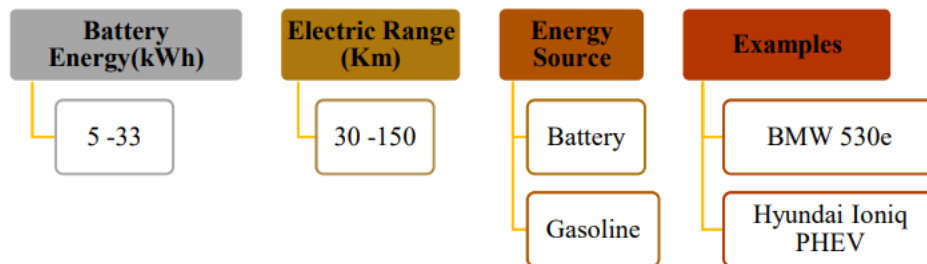 Battery
Energy(kWh)
5 -33
Electric Range
(Km)
30 -150
Energy
Source
Battery
Gasoline
Examples
BMW 530e
Hyundai Ioniq
PHEV